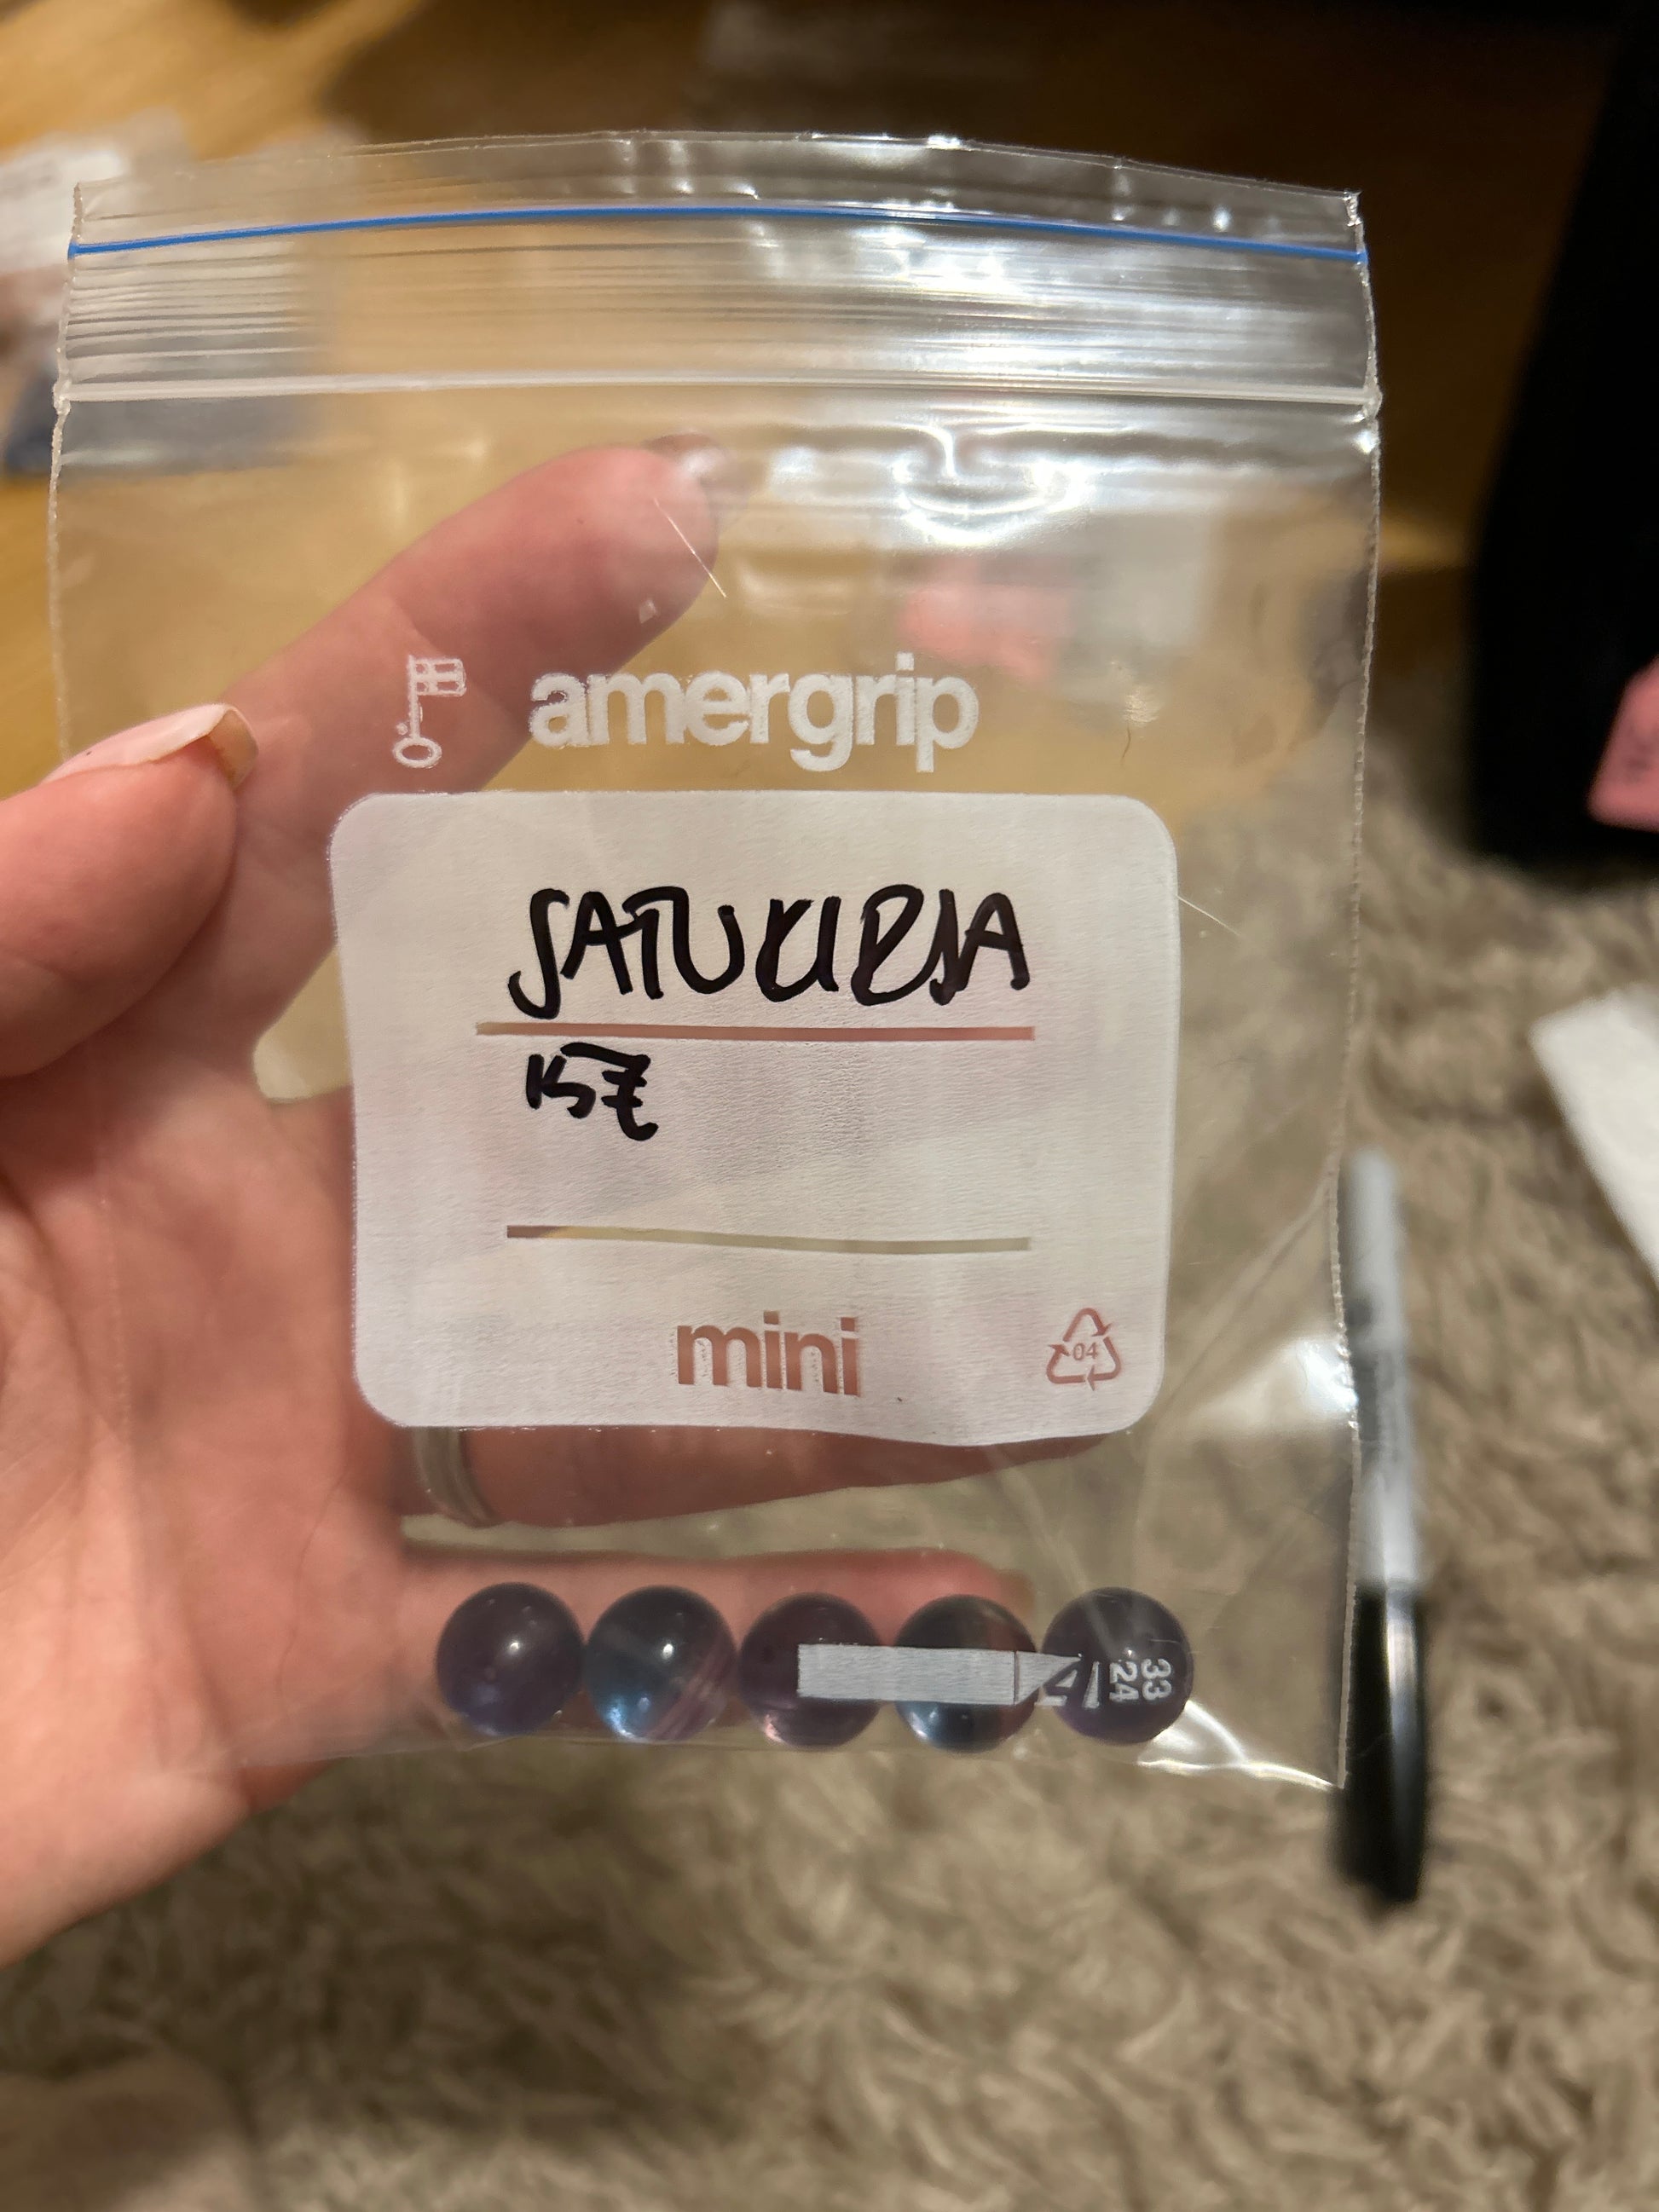 amergrip
SATUKIRJA
15€
mini
04
33
24